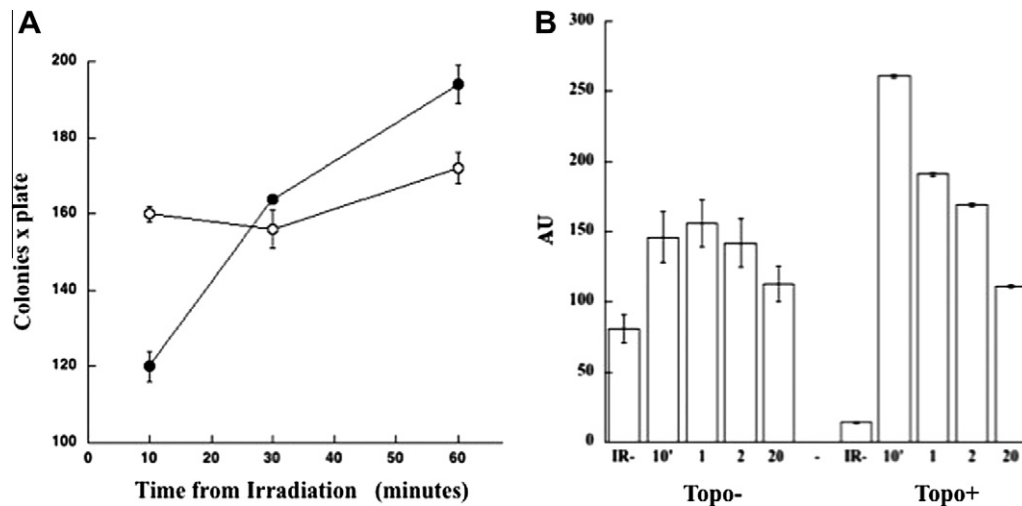 A
200
180
160
140
120
100
0 10 20 30 40 50 60
Colonies x plate
Time from Irradiation (minutes)
B
300
250
200
150
100
50
0
AU
IR- 10' 1 2 20 - IR- 10' 1 2 20
Topo- Topo+